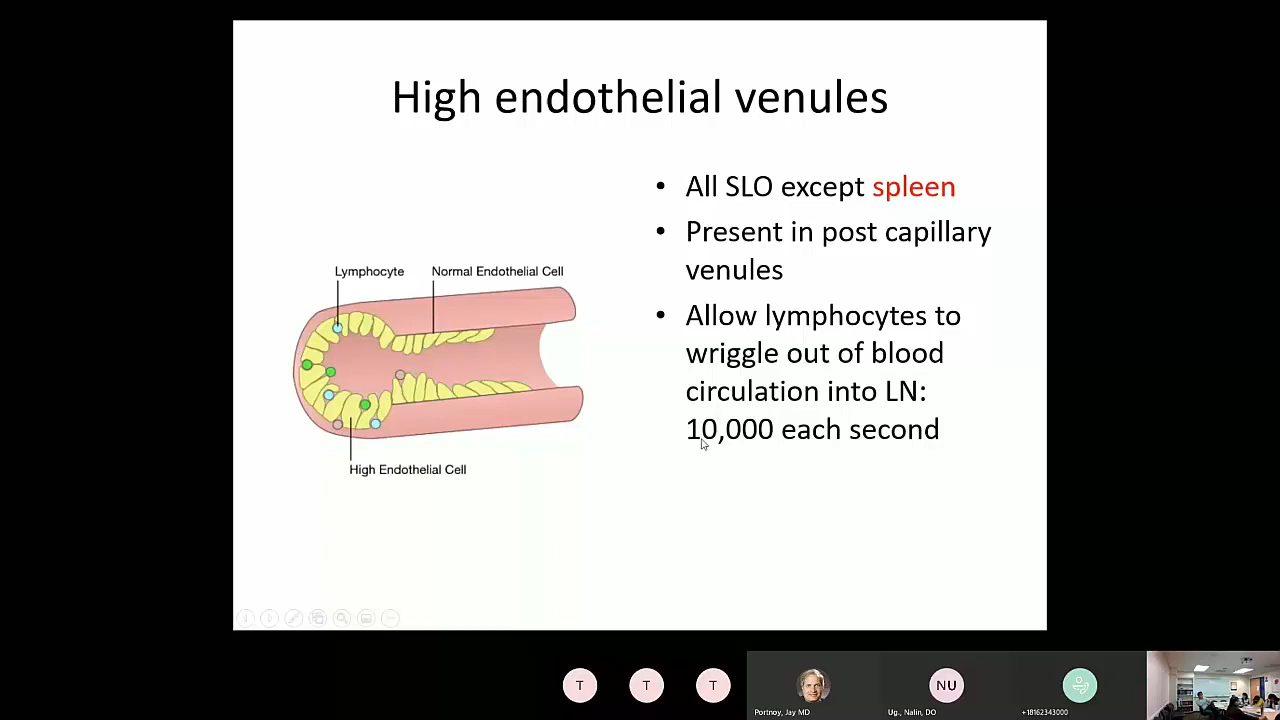 High endothelial venules
• All SLO except spleen
• Present in post capillary
venules
• Allow lymphocytes to
wriggle out of blood
circulation into LN:
10,000 each second
Lymphocyte
Normal Endothelial Cell
High Endothelial Cell
T
T
T
Portnoy, Jay MD
NU
Ug., Nalin, DO
+18162343000